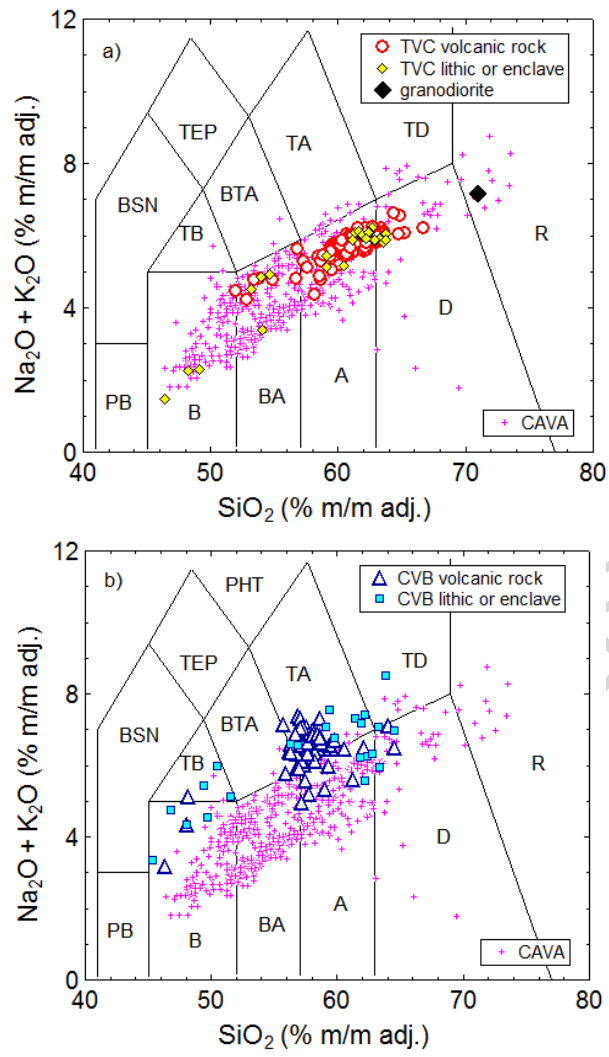 12
a)
TVC volcanic rock
TVC lithic or enclave
granodiorite
TEP
TA
TD
8
BTA
BSN
TB
R
4
D
A
PB
B
BA
CAVA
0
40
50
60
70
80
Na₂O + K₂O (% m/m adj.)
SiO₂ (% m/m adj.)
12
b)
PHT
CVB volcanic rock
CVB lithic or enclave
TEP
TA
TD
8
BTA
BSN
TB
R
4
D
A
PB
B
BA
CAVA
0
40
50
60
70
80
Na₂O + K₂O (% m/m adj.)
SiO₂ (% m/m adj.)